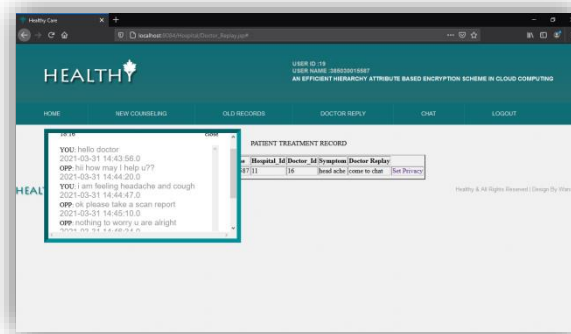 Healthy Care
localhost:8084/Hospital/Doctor_Replay.jsp#
HEALTHY
USER ID :19
AN EFFICIENT HIERARCHY ATTRIBUTE BASED ENCRYPTION SCHEME IN CLOUD COMPUTING
HOME NEW COUNSELING OLD RECORDS DOCTOR REPLY CHAT LOGOUT
Close
PATIENT TREATMENT RECORD
YOU: hello doctor
2021-03-31 14:43:56.0
OPP: hi! how may I help u??
2021-03-31 14:44:20.0
YOU: i am feeling headache and cough
2021-03-31 14:44:47.0
OPP: ok please take a scan report
2021-03-31 14:45:10.0
OPP: nothing to worry u are alright
Hospital_Id Doctor_Id Symptom Doctor Replay
11 16 head ache come to chat Set Privacy
HEAL
Healthy & All Rights Reserved | Design By